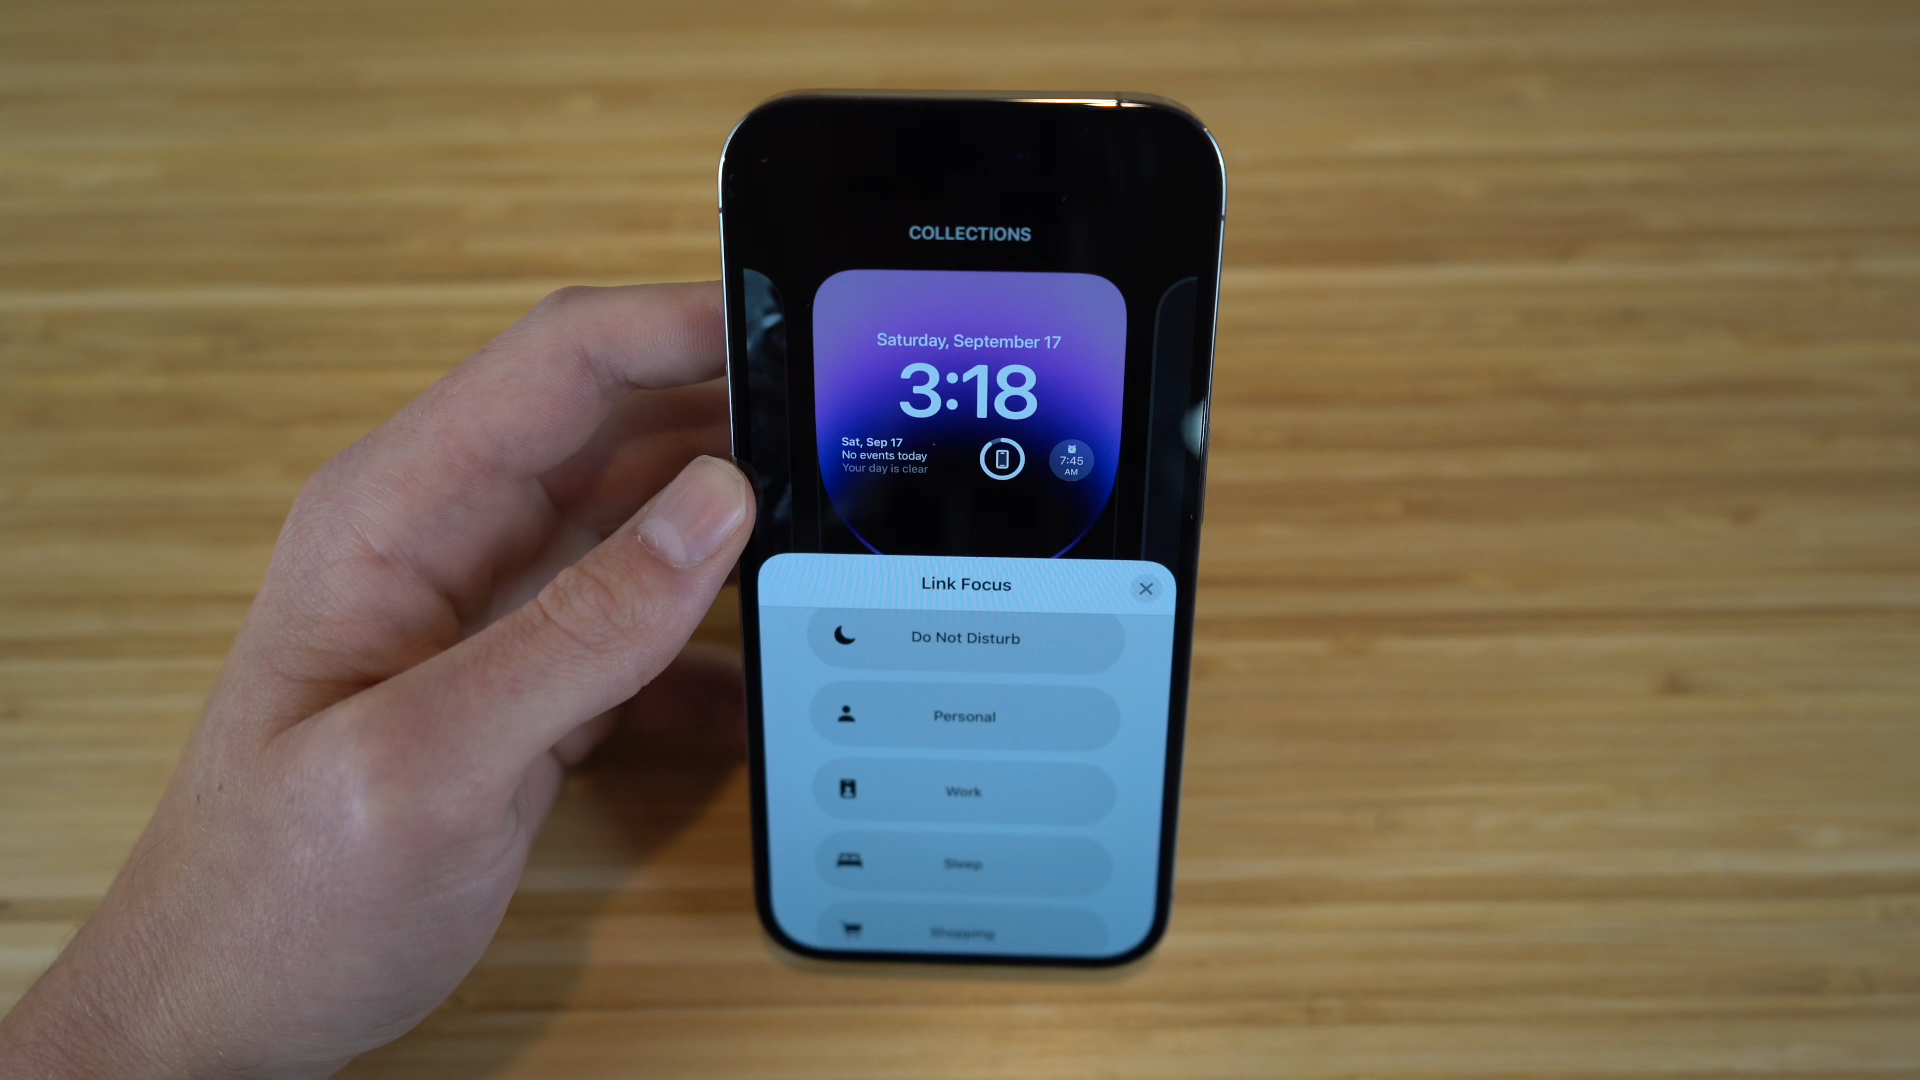 COLLECTIONS
Saturday, September 17
3:18
Sat, Sep 17
No events today
Your day is clear
7:45
AM
Link Focus
Do Not Disturb
Personal
Work
Sleep
Shopping